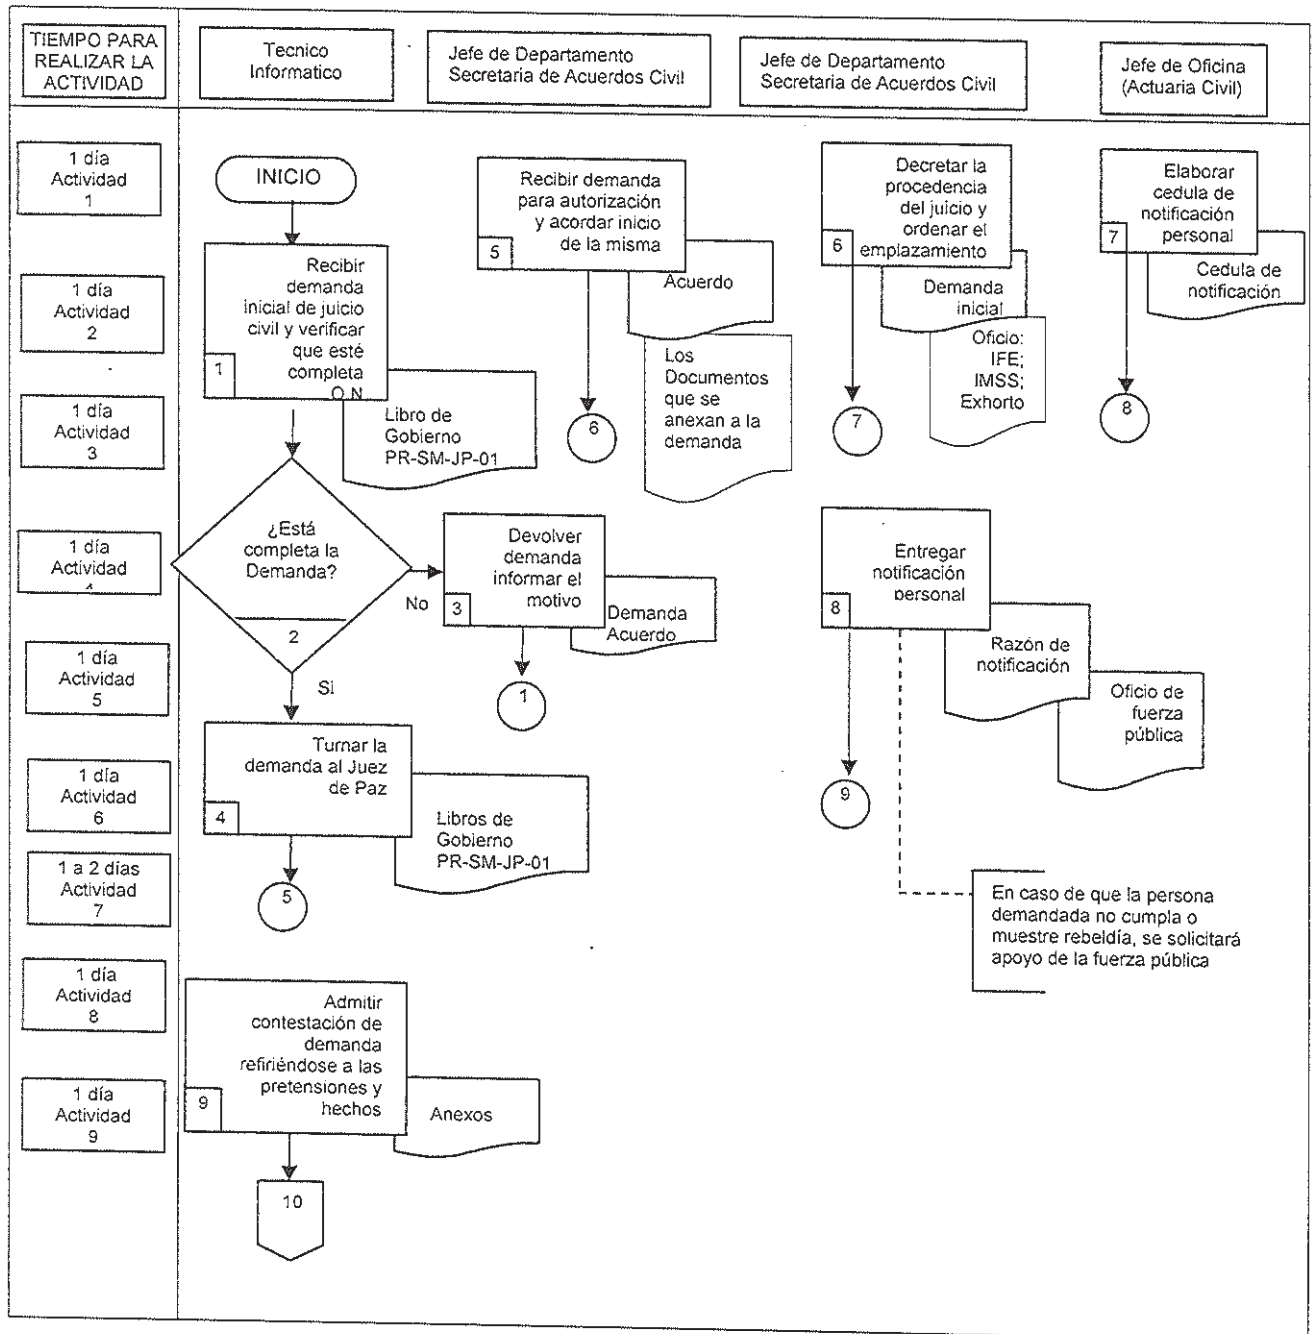 TIEMPO PARA
REALIZAR LA
ACTIVIDAD
Tecnico
Informatico
Jefe de Departamento
Secretaria de Acuerdos Civil
Jefe de Departamento
Secretaria de Acuerdos Civil
Jefe de Oficina
(Actuaria Civil)
1 día
Actividad
1
1 día
Actividad
2
1 día
Actividad
3
1 día
Actividad
1 día
Actividad
5
1 día
Actividad
6
1 a 2 dias
Actividad
7
1 día
Actividad
8
1 día
Actividad
9
INICIO
Recibir
demanda
inicial de juicio
civil y verificar
que esté
completa
O.N
1
Libro de
Gobierno
PR-SM-JP-01
¿Está
completa la
Demanda?
2
No
Si
Devolver
demanda
informar el
motivo
3
Demanda
Acuerdo
1
Turnar la
demanda al Juez
de Paz
4
Libros de
Gobierno
PR-SM-JP-01
5
Recibir demanda
para autorización
y acordar inicio
de la misma
5
Acuerdo
Los
Documentos
que se
anexan a la
demanda
6
Decretar la
procedencia
del juicio y
ordenar el
emplazamiento
6
Demanda
inicial
Oficio:
IFE;
IMSS;
Exhorto
7
Elaborar
cedula de
notificación
personal
7
Cedula de
notificación
8
Entregar
notificación
personal
8
Razón de
notificación
Oficio de
fuerza
pública
9
En caso de que la persona
demandada no cumpla o
muestre rebeldía, se solicitará
apoyo de la fuerza pública
Admitir
contestación de
demanda
refiriéndose a las
pretensiones y
hechos
9
Anexos
10